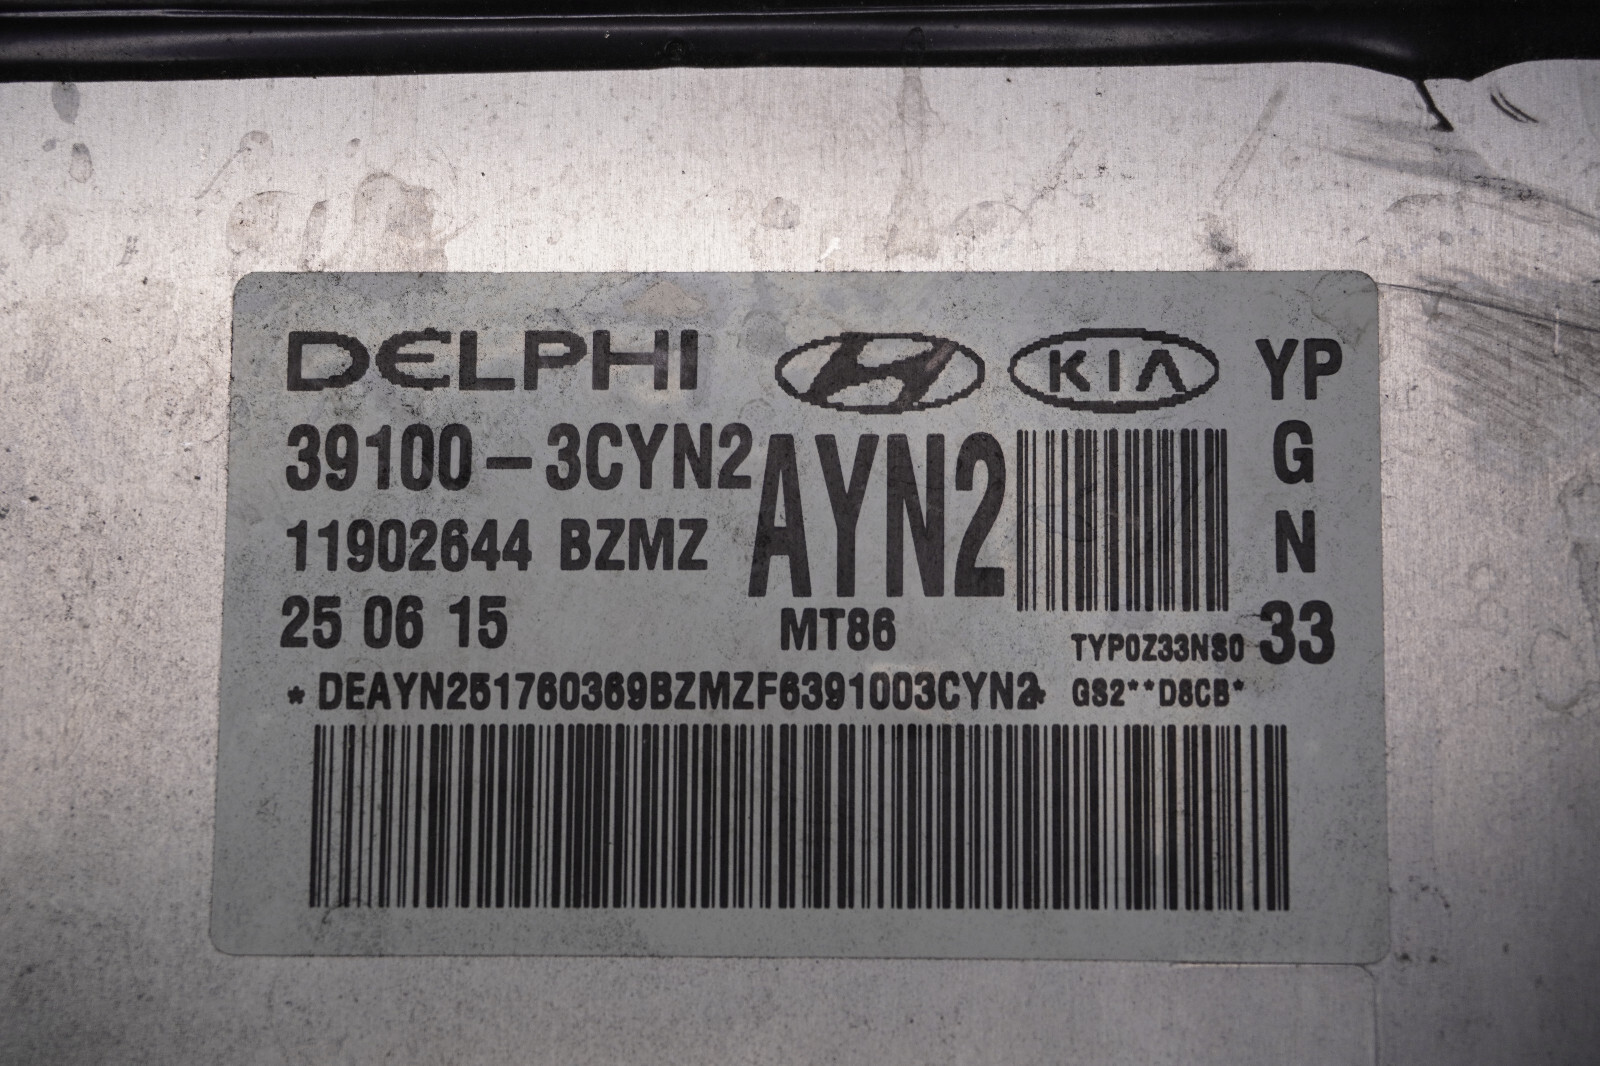 DELPHI KIA YP
39100-3CYN2 AYN2 G
11902644 BZMZ N
25 06 15 MT86 TYP0Z33NS0 33
*DEAYN251760369BZMZF6391003CYN2* GS2**D8CB*